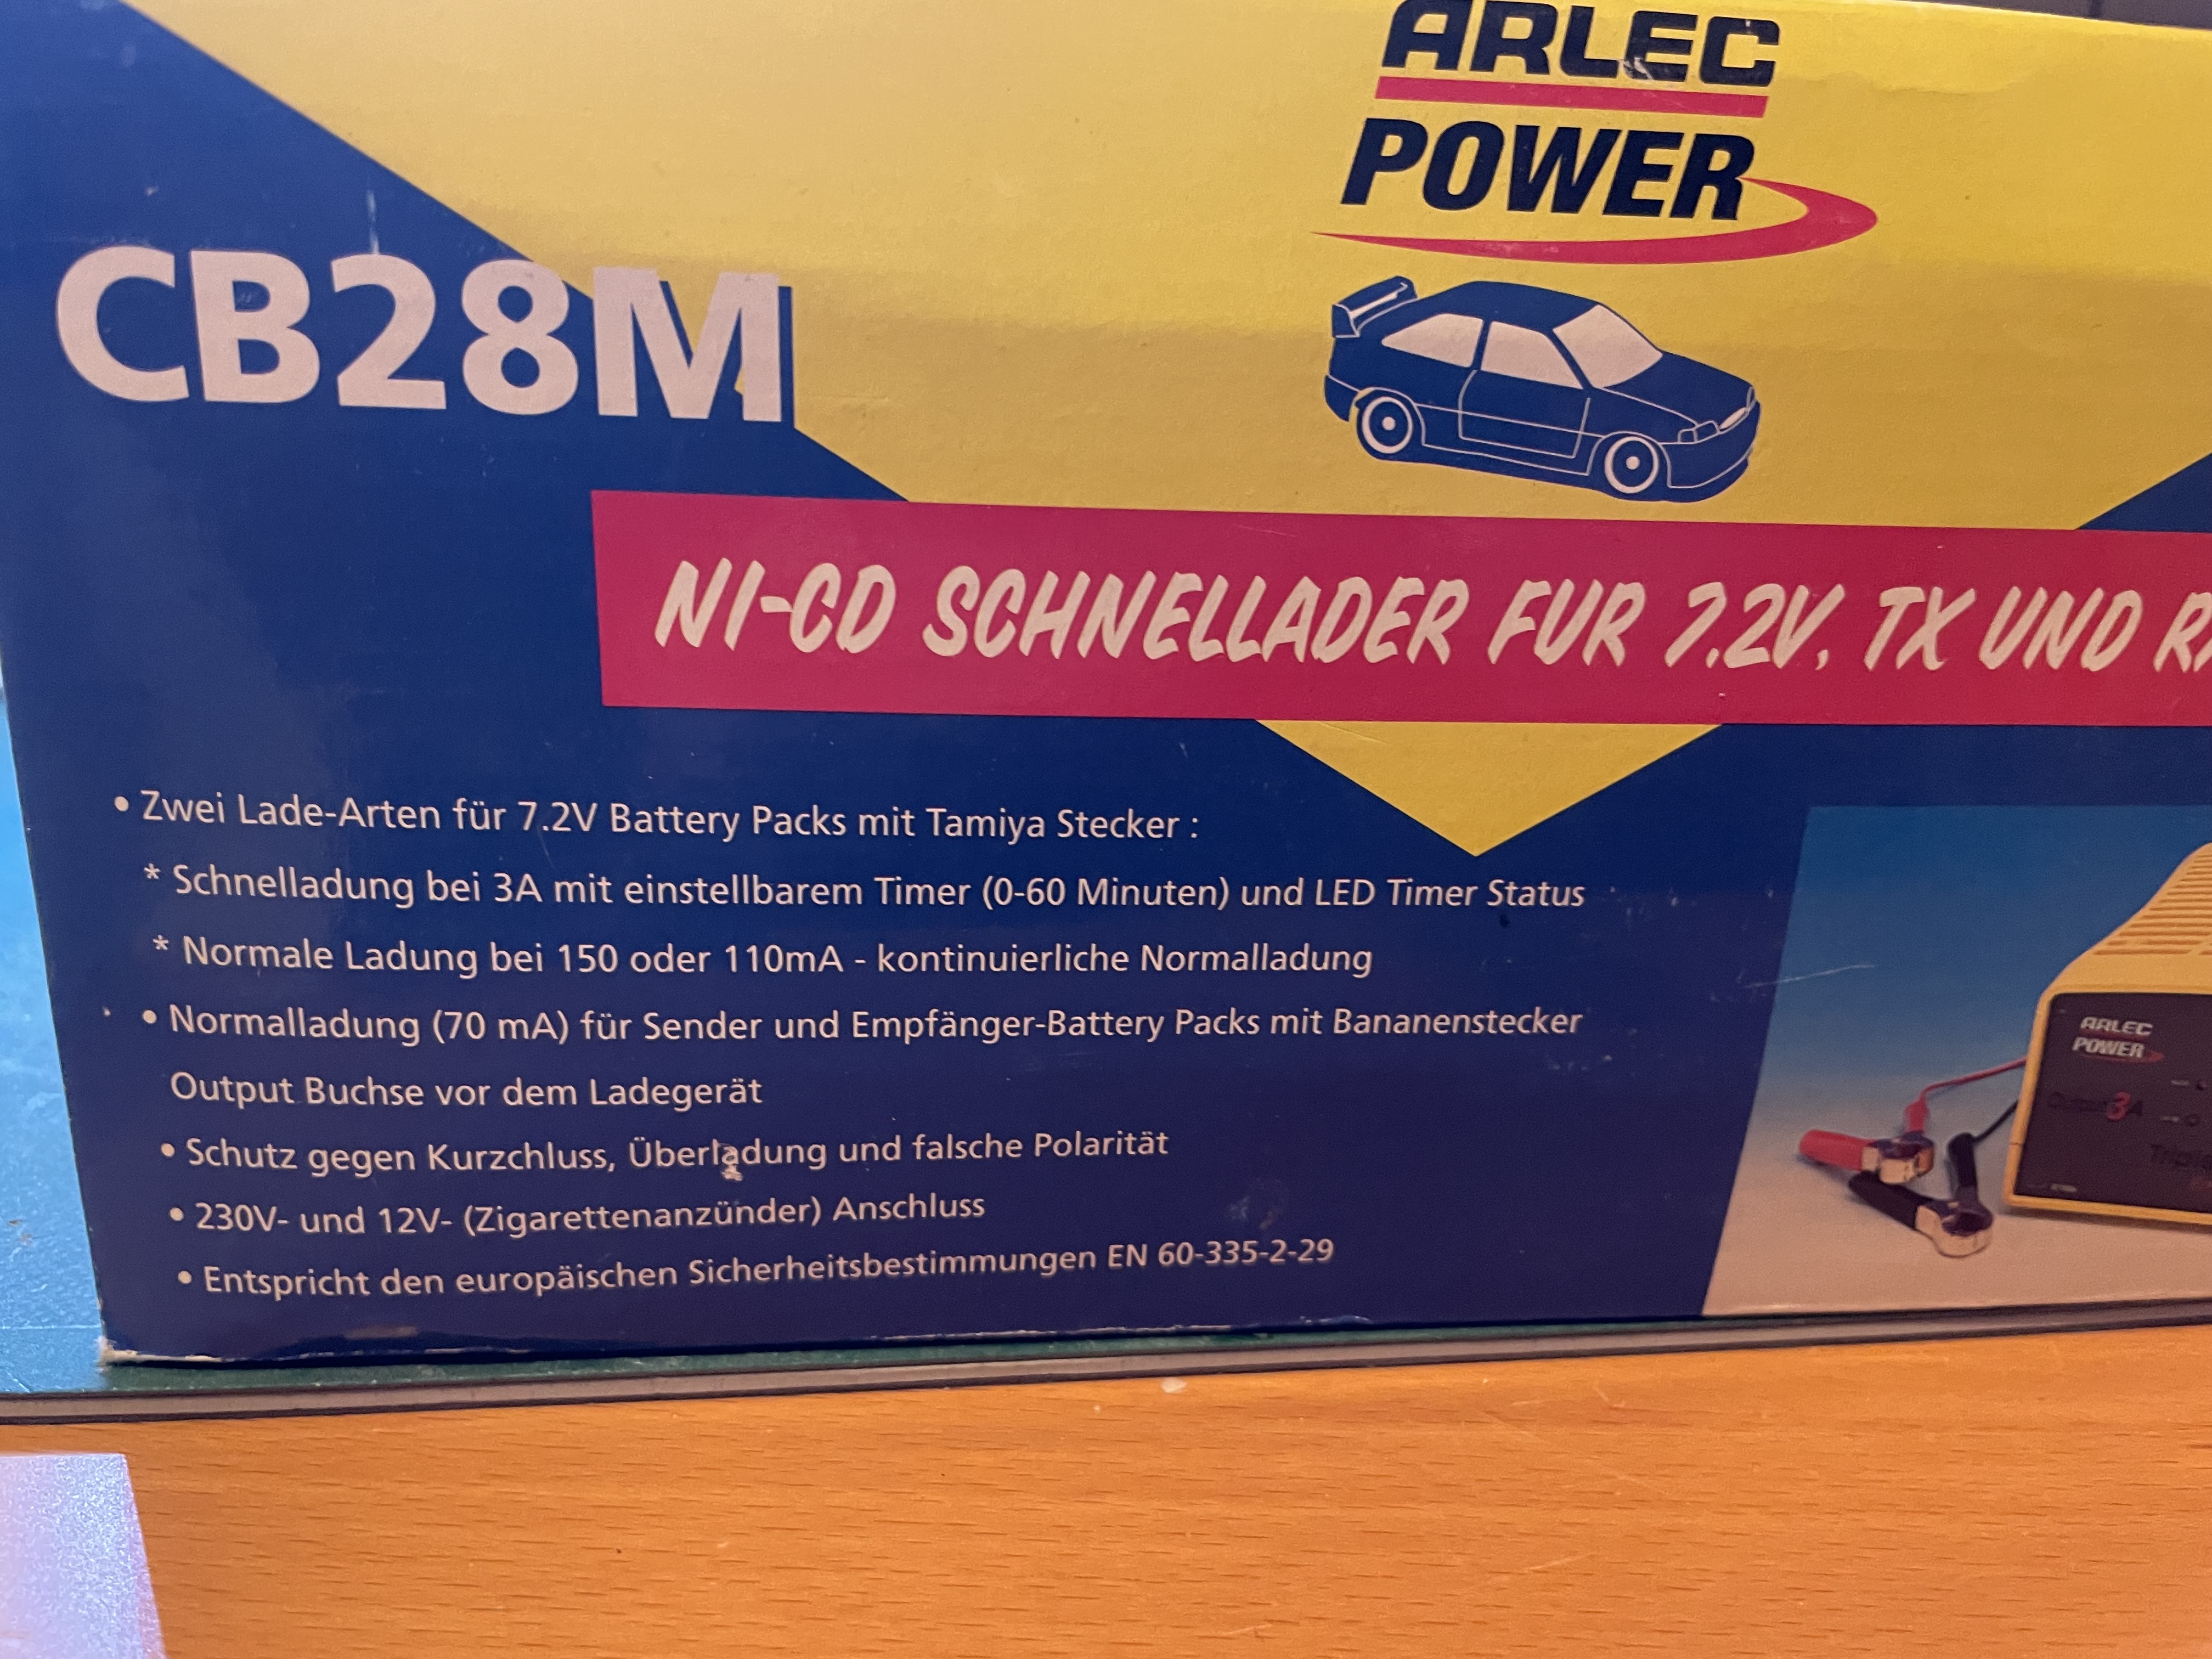 ARLEC
POWER
CB28M
NI-CD SCHNELLADER FUR 7.2V, TX UND
• Zwei Lade-Arten für 7.2V Battery Packs mit Tamiya Stecker :
* Schnelladung bei 3A mit einstellbarem Timer (0-60 Minuten) und LED Timer Status
* Normale Ladung bei 150 oder 110mA - kontinuierliche Normalladung
• Normalladung (70 mA) für Sender und Empfänger-Battery Packs mit Bananenstecker
Output Buchse vor dem Ladegerät
• Schutz gegen Kurzchluss, Überladung und falsche Polarität
• 230V- und 12V- (Zigarettenanzünder) Anschluss
• Entspricht den europäischen Sicherheitsbestimmungen EN 60-335-2-29
ARLEC
POWER
Output 3A